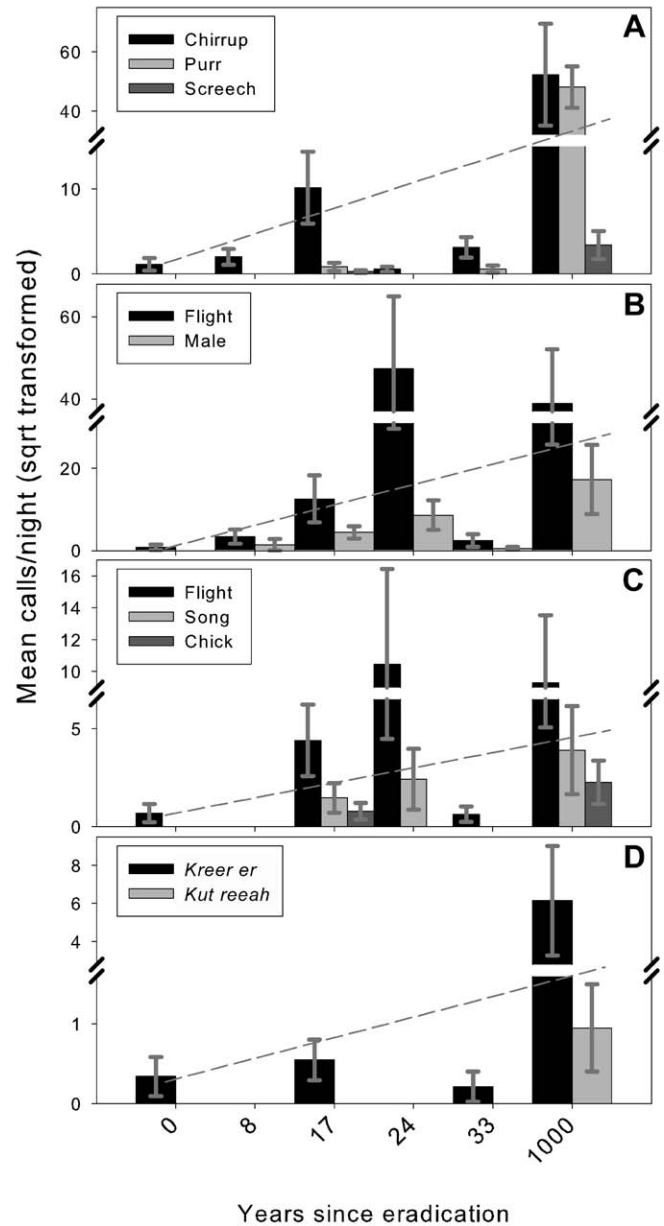 A
Chirrup
Purr
Screech
60
40
10
0
B
Flight
Male
60
40
20
0
C
Flight
Song
Chick
16
14
12
10
5
0
D
Kreer er
Kut reeah
8
6
4
1
0
Mean calls/night (sqrt transformed)
0 8 17 24 33 1000
Years since eradication